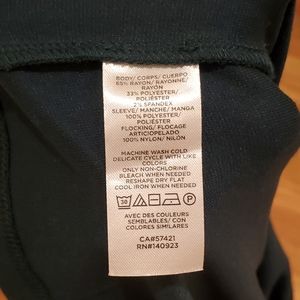 BODY/ CORPS/ CUERPO
65% RAYON/ RAYONNE/
RAYÓN
33% POLYESTER/
POLIÉSTER
2% SPANDEX
SLEEVE/ MANCHE/ MANGA
100% POLYESTER/
POLIÉSTER
FLOCKING/ FLOCAGE
ARTICIOPELADO
100% NYLON/ NILÓN
MACHINE WASH COLD
DELICATE CYCLE WITH LIKE
COLORS
ONLY NON-CHLORINE
BLEACH WHEN NEEDED
RESHAPE DRY FLAT
COOL IRON WHEN NEEDED
30
P
AVEC DES COULEURS
SEMBLABLES/ CON
COLORES SIMILARES
CA#57421
RN#140923